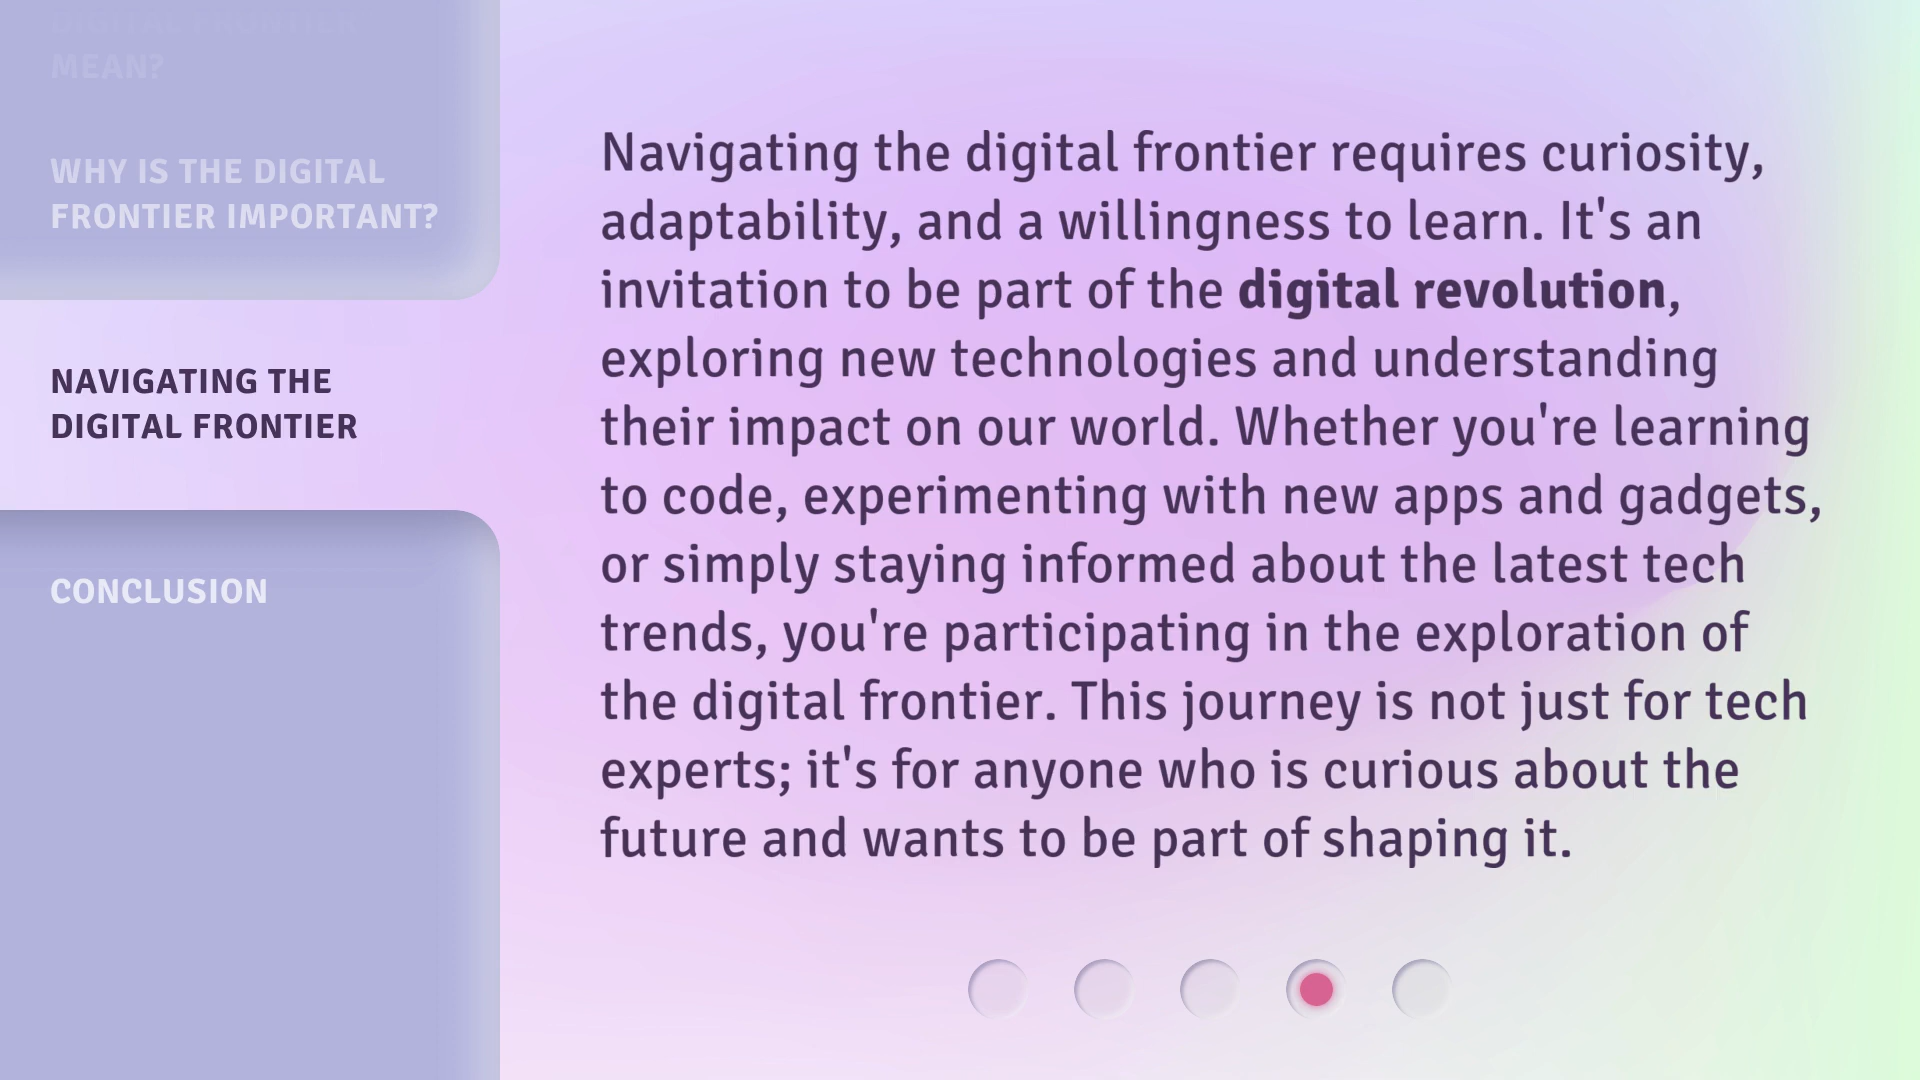 DIGITAL FRONTIER
MEAN?
WHY IS THE DIGITAL
FRONTIER IMPORTANT?
NAVIGATING THE
DIGITAL FRONTIER
CONCLUSION
Navigating the digital frontier requires curiosity,
adaptability, and a willingness to learn. It's an
invitation to be part of the digital revolution,
exploring new technologies and understanding
their impact on our world. Whether you're learning
to code, experimenting with new apps and gadgets,
or simply staying informed about the latest tech
trends, you're participating in the exploration of
the digital frontier. This journey is not just for tech
experts; it's for anyone who is curious about the
future and wants to be part of shaping it.